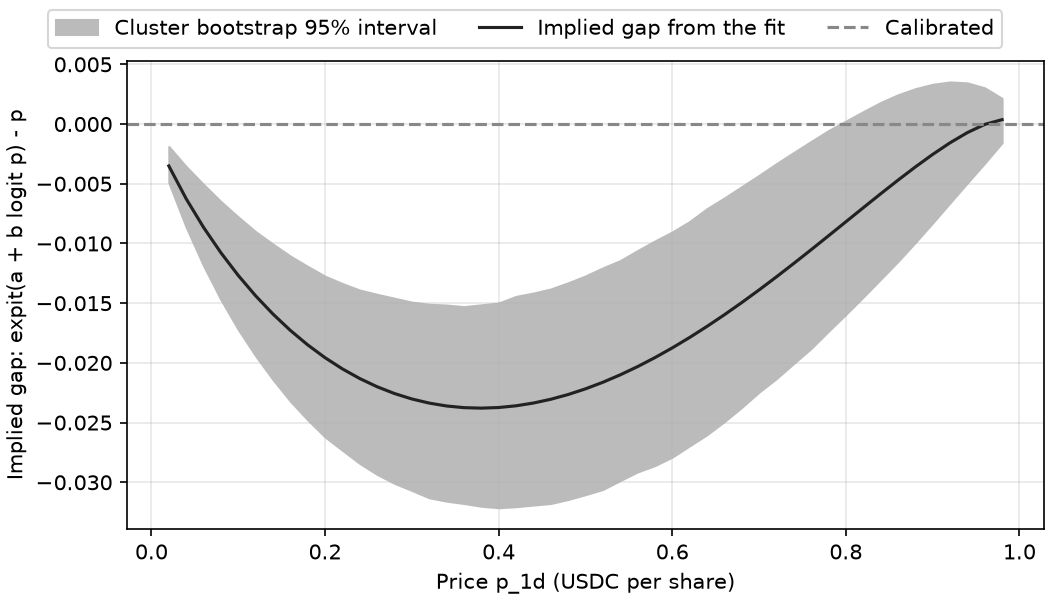 Cluster bootstrap 95% interval
Implied gap from the fit
Calibrated
0.005
0.000
−0.005
−0.010
−0.015
−0.020
−0.025
−0.030
Implied gap: expit(a + b logit p) - p
0.0
0.2
0.4
0.6
0.8
1.0
Price p_1d (USDC per share)